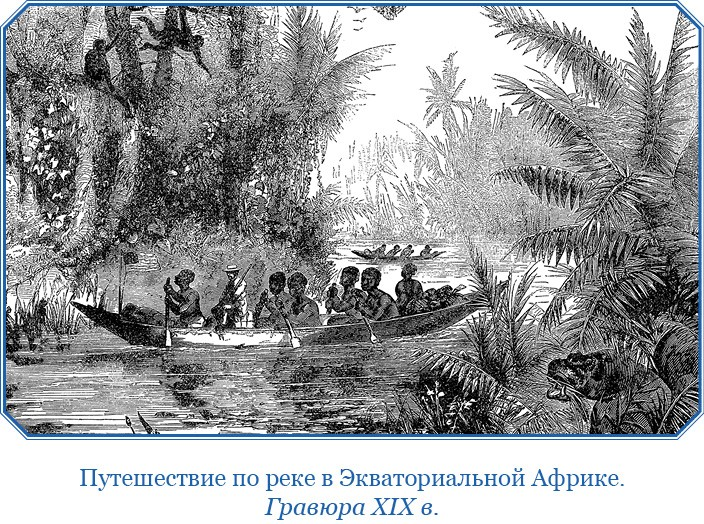 Путешествие по реке в Экваториальной Африке.
Гравюра XIX в.